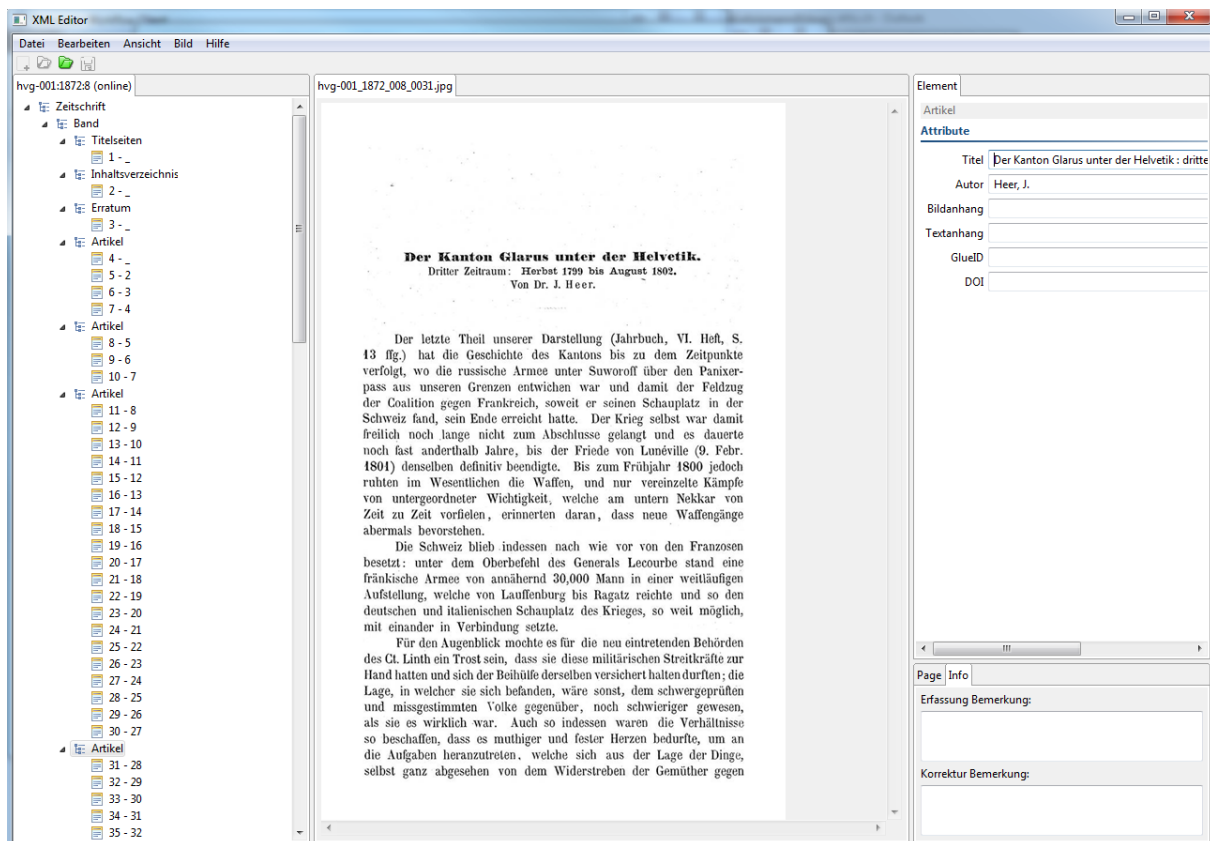 XML Editor
Datei Bearbeiten Ansicht Bild Hilfe
hvg-001:1872:8 (online)
Zeitschrift
Band
Titelseiten
1 - _
Inhaltsverzeichnis
2 - _
Erratum
3 - _
Artikel
4 - _
5 - 2
6 - 3
7 - 4
Artikel
8 - 5
9 - 6
10 - 7
Artikel
11 - 8
12 - 9
13 - 10
14 - 11
15 - 12
16 - 13
17 - 14
18 - 15
19 - 16
20 - 17
21 - 18
22 - 19
23 - 20
24 - 21
25 - 22
26 - 23
27 - 24
28 - 25
29 - 26
30 - 27
Artikel
31 - 28
32 - 29
33 - 30
34 - 31
35 - 32
hvg-001_1872_008_0031.jpg
Der Kanton Glarus unter der Helvetik.
Dritter Zeitraum: Herbst 1799 bis August 1802.
Von Dr. J. Heer.
Der letzte Theil unserer Darstellung (Jahrbuch, VI. Heft, S.
13 ffg.) hat die Geschichte des Kantons bis zu dem Zeitpunkte
verfolgt, wo die russische Armee unter Suworoff über den Panixer-
pass aus unseren Grenzen entwichen war und damit der Feldzug
der Coalition gegen Frankreich, soweit er seinen Schauplatz in der
Schweiz fand, sein Ende erreicht hatte. Der Krieg selbst war damit
freilich noch lange nicht zum Abschlusse gelangt und es dauerte
noch fast anderthalb Jahre, bis der Friede von Lunéville (9. Febr.
1801) denselben definitiv beendigte. Bis zum Frühjahr 1800 jedoch
ruhten im Wesentlichen die Waffen, und nur vereinzelte Kämpfe
von untergeordneter Wichtigkeit, welche am untern Nekkar von
Zeit zu Zeit vorfielen, erinnerten daran, dass neue Waffengänge
abermals bevorstehen.
Die Schweiz blieb indessen nach wie vor von den Franzosen
besetzt: unter dem Oberbefehl des Generals Lecourbe stand eine
fränkische Armee von annähernd 30,000 Mann in einer weitläufigen
Aufstellung, welche von Lauffenburg bis Ragatz reichte und so den
deutschen und italienischen Schauplatz des Krieges, so weit möglich,
mit einander in Verbindung setzte.
Für den Augenblick mochte es für die neu eintretenden Behörden
des Ct. Linth ein Trost sein, dass sie diese militärischen Streitkräfte zur
Hand hatten und sich der Beihülfe derselben versichert halten durften; die
Lage, in welcher sie sich befanden, wäre sonst, dem schwergeprüften
und missgestimmten Volke gegenüber, noch schwieriger gewesen,
als sie es wirklich war. Auch so indessen waren die Verhältnisse
so beschaffen, dass es muthiger und fester Herzen bedurfte, um an
die Aufgaben heranzutreten, welche sich aus der Lage der Dinge,
selbst ganz abgesehen von dem Widerstreben der Gemüther gegen
Element
Artikel
Attribute
Titel Der Kanton Glarus unter der Helvetik : dritte
Autor Heer, J.
Bildanhang
Textanhang
GlueID
DOI
Page Info
Erfassung Bemerkung:
Korrektur Bemerkung: